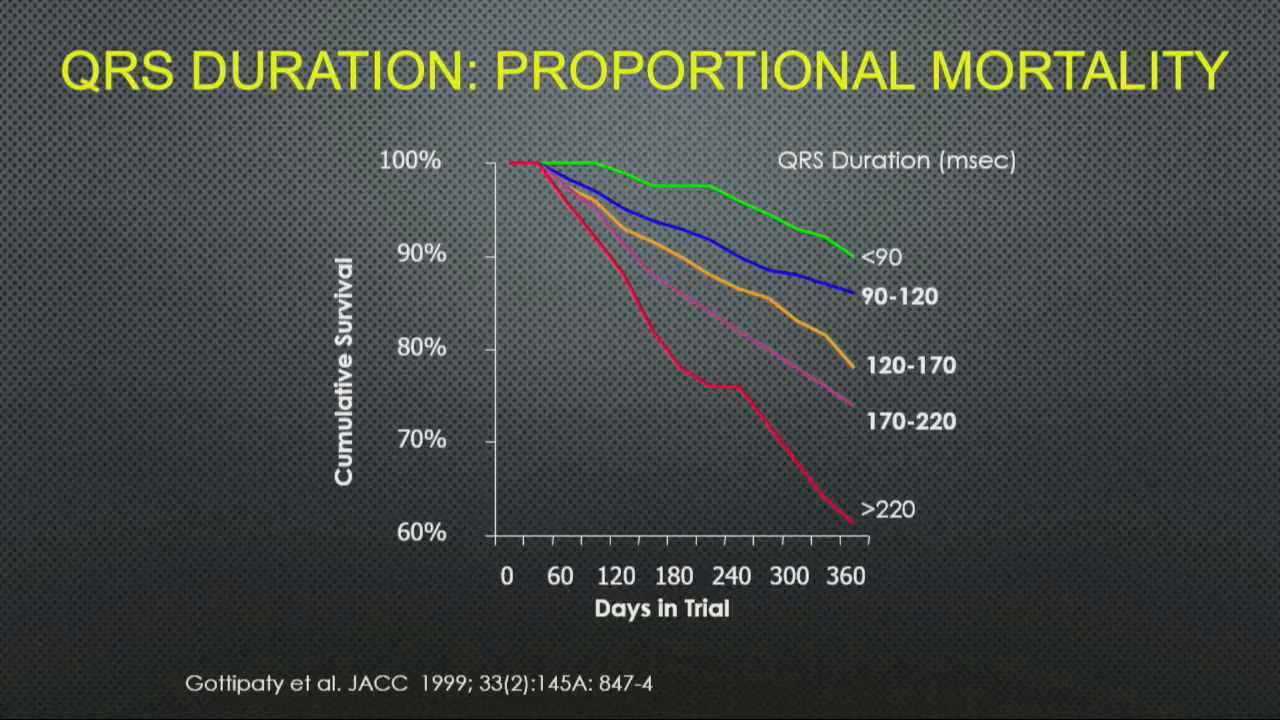 QRS DURATION: PROPORTIONAL MORTALITY
QRS Duration (msec)
100%
90%
80%
70%
60%
Cumulative Survival
<90
90-120
120-170
170-220
>220
0 60 120 180 240 300 360
Days in Trial
Gottipaty et al. JACC 1999; 33(2):145A: 847-4